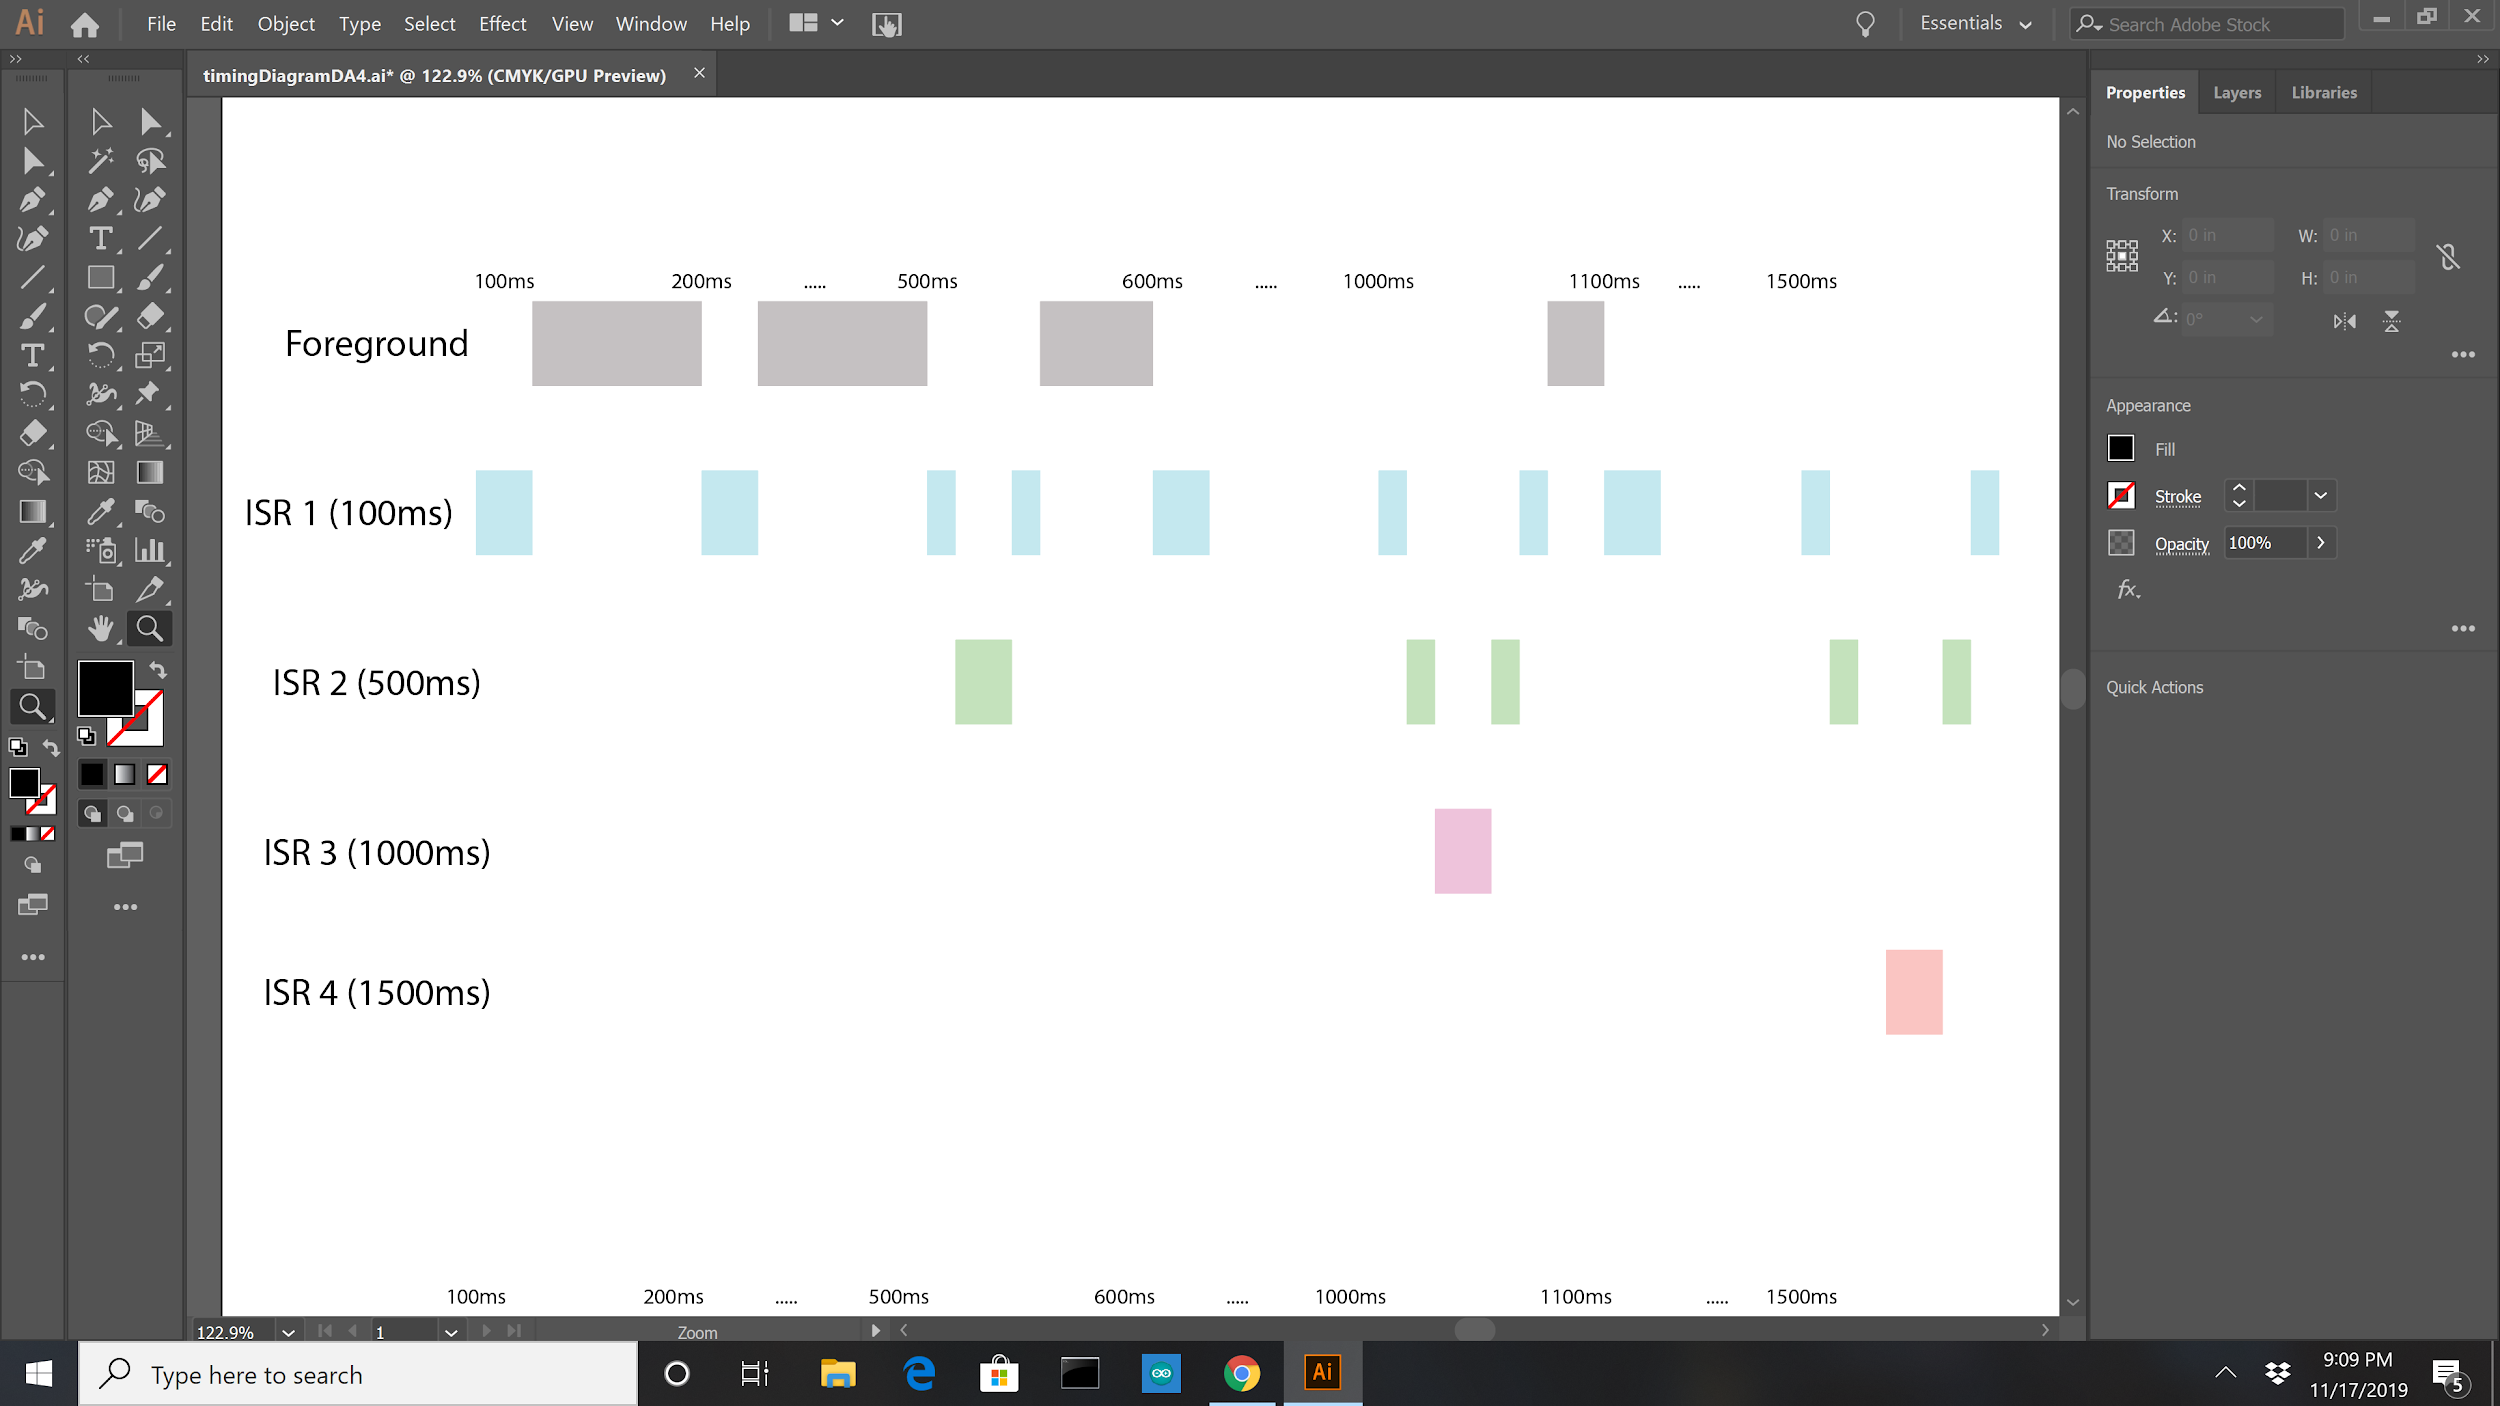 Ai File Edit Object Type Select Effect View Window Help Essentials Search Adobe Stock
timingDiagramDA4.ai* @ 122.9% (CMYK/GPU Preview) ×
Properties Layers Libraries
No Selection
Transform
X: 0 in W: 0 in
Y: 0 in H: 0 in
0°
Appearance
Fill
Stroke
Opacity 100%
fx
Quick Actions
100ms 200ms ..... 500ms 600ms ..... 1000ms 1100ms ..... 1500ms
Foreground
ISR 1 (100ms)
ISR 2 (500ms)
ISR 3 (1000ms)
ISR 4 (1500ms)
100ms 200ms ..... 500ms 600ms ..... 1000ms 1100ms ..... 1500ms
122.9% 1 Zoom
Type here to search
Ai
9:09 PM
11/17/2019
5